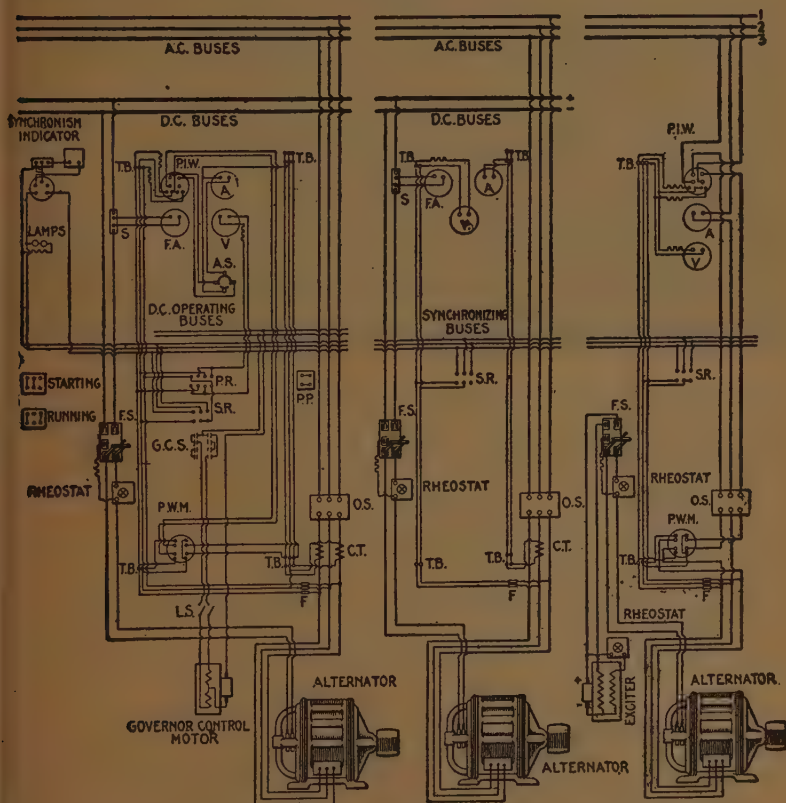 1
2
3
A.C. BUSES
A.C. BUSES
+
-
D.C. BUSES
D.C. BUSES
SYNCHRONISM
INDICATOR
T.B.
P.I.W.
T.B.
A
V
S
F.A.
A.S.
LAMPS
D.C. OPERATING
BUSES
T.B.
T.B.
A
S
F.A.
V.
P.I.W.
T.B.
A
V
SYNCHRONIZING
BUSES
STARTING
RUNNING
P.R.
P.P.
S.R.
G.C.S.
F.S.
S.R.
F.S.
S.R.
F.S.
RHEOSTAT
RHEOSTAT
RHEOSTAT
O.S.
O.S.
O.S.
P.W.M.
P.W.M.
C.T.
C.T.
T.B.
T.B.
T.B.
T.B.
T.B.
F
F
F
L.S.
RHEOSTAT
+
-
EXCITER
GOVERNOR CONTROL
MOTOR
ALTERNATOR
ALTERNATOR
ALTERNATOR.